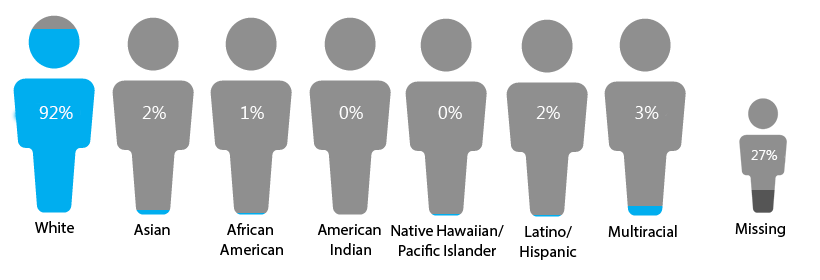 92% 2% 1% 0% 0% 2% 3% 27%
White Asian African American Native Hawaiian/ Latino/ Multiracial Missing
American Indian Pacific Islander Hispanic